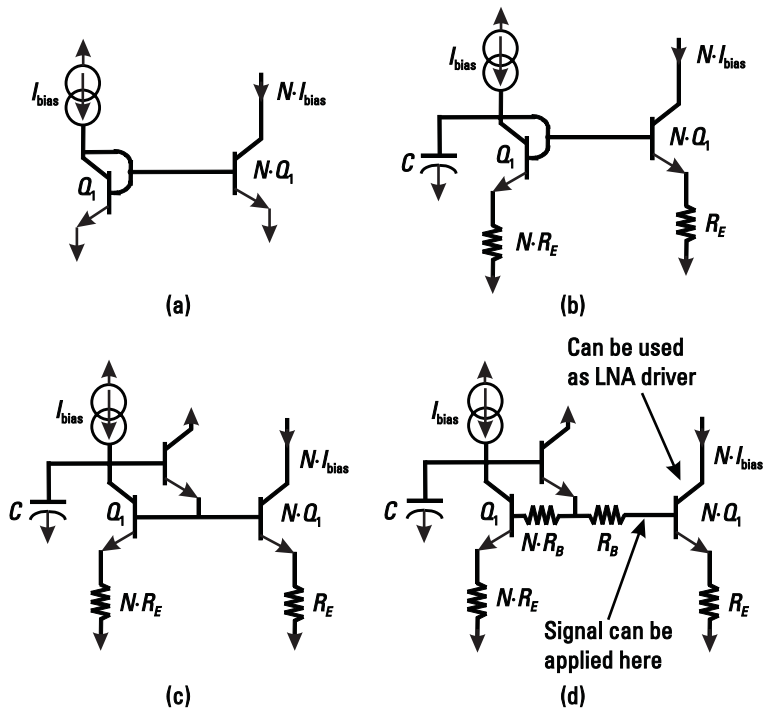 I_bias
N·I_bias
Q_1
N·Q_1
(a)
I_bias
N·I_bias
Q_1
N·Q_1
C
N·R_E
R_E
(b)
I_bias
N·I_bias
C
Q_1
N·Q_1
N·R_E
R_E
(c)
Can be used
as LNA driver
I_bias
N·I_bias
C
Q_1
N·Q_1
N·R_B
R_B
N·R_E
R_E
Signal can be
applied here
(d)